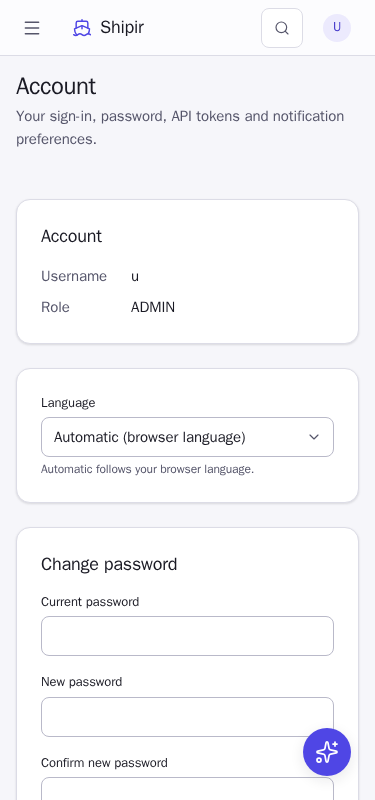 Shipir
U
Account
Your sign-in, password, API tokens and notification
preferences.
Account
Username u
Role ADMIN
Language
Automatic (browser language)
Automatic follows your browser language.
Change password
Current password
New password
Confirm new password